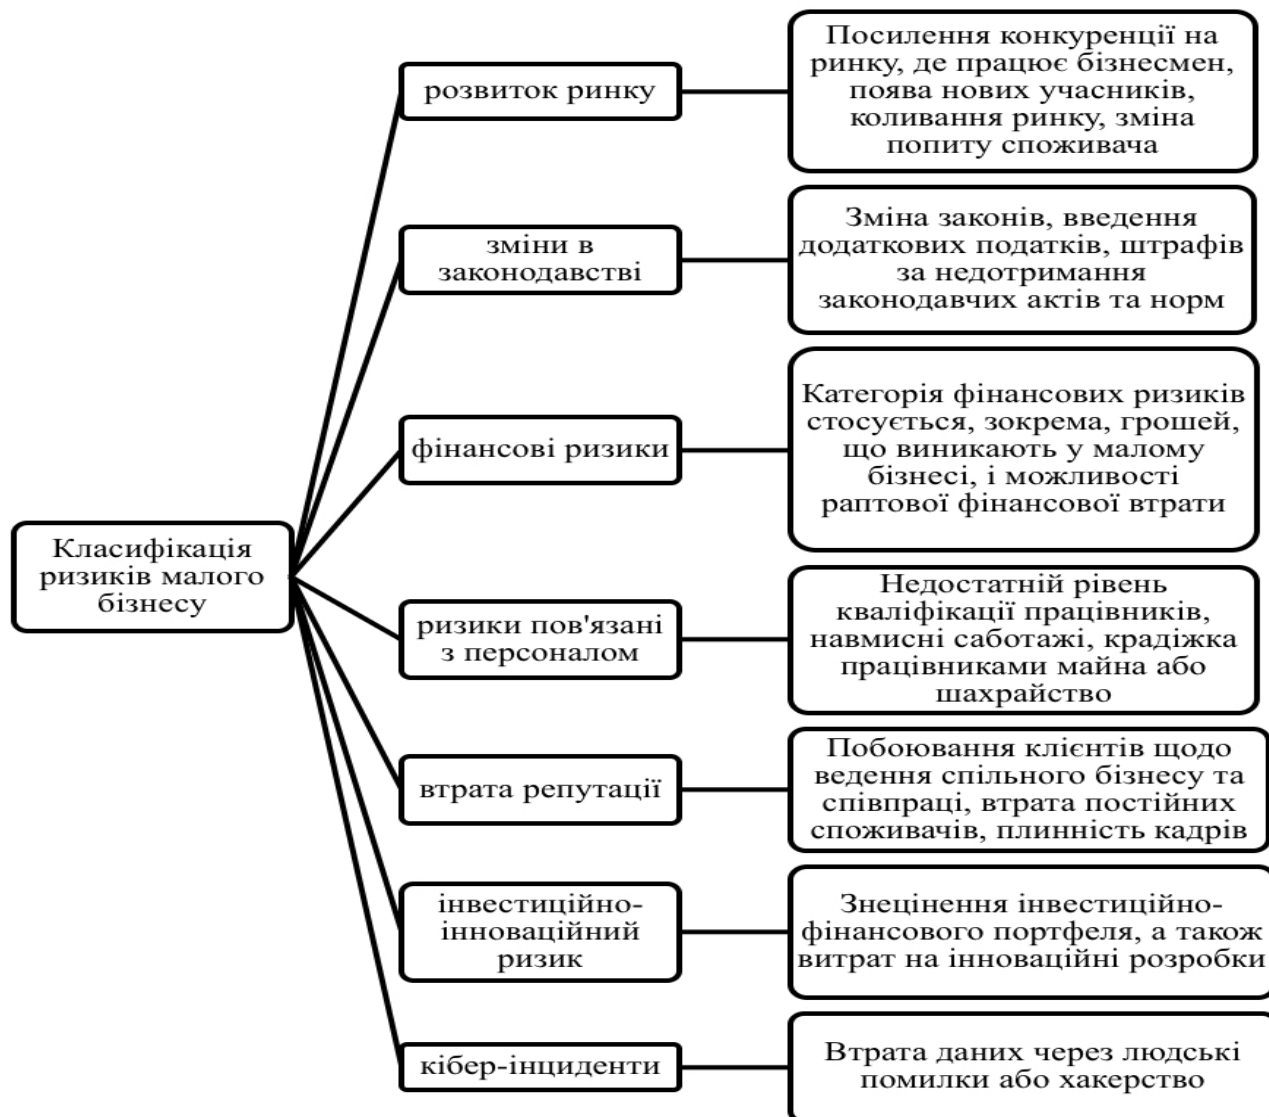 Класифікація
ризиків малого
бізнесу
розвиток ринку
Посилення конкуренції на
ринку, де працює бізнесмен,
поява нових учасників,
коливання ринку, зміна
попиту споживача
зміни в
законодавстві
Зміна законів, введення
додаткових податків, штрафів
за недотримання
законодавчих актів та норм
фінансові ризики
Категорія фінансових ризиків
стосується, зокрема, грошей,
що виникають у малому
бізнесі, і можливості
раптової фінансової втрати
ризики пов'язані
з персоналом
Недостатній рівень
кваліфікації працівників,
навмисні саботажі, крадіжка
працівниками майна або
шахрайство
втрата репутації
Побоювання клієнтів щодо
ведення спільного бізнесу та
співпраці, втрата постійних
споживачів, плинність кадрів
інвестиційно-
інноваційний
ризик
Знецінення інвестиційно-
фінансового портфеля, а також
витрат на інноваційні розробки
кібер-інциденти
Втрата даних через людські
помилки або хакерство